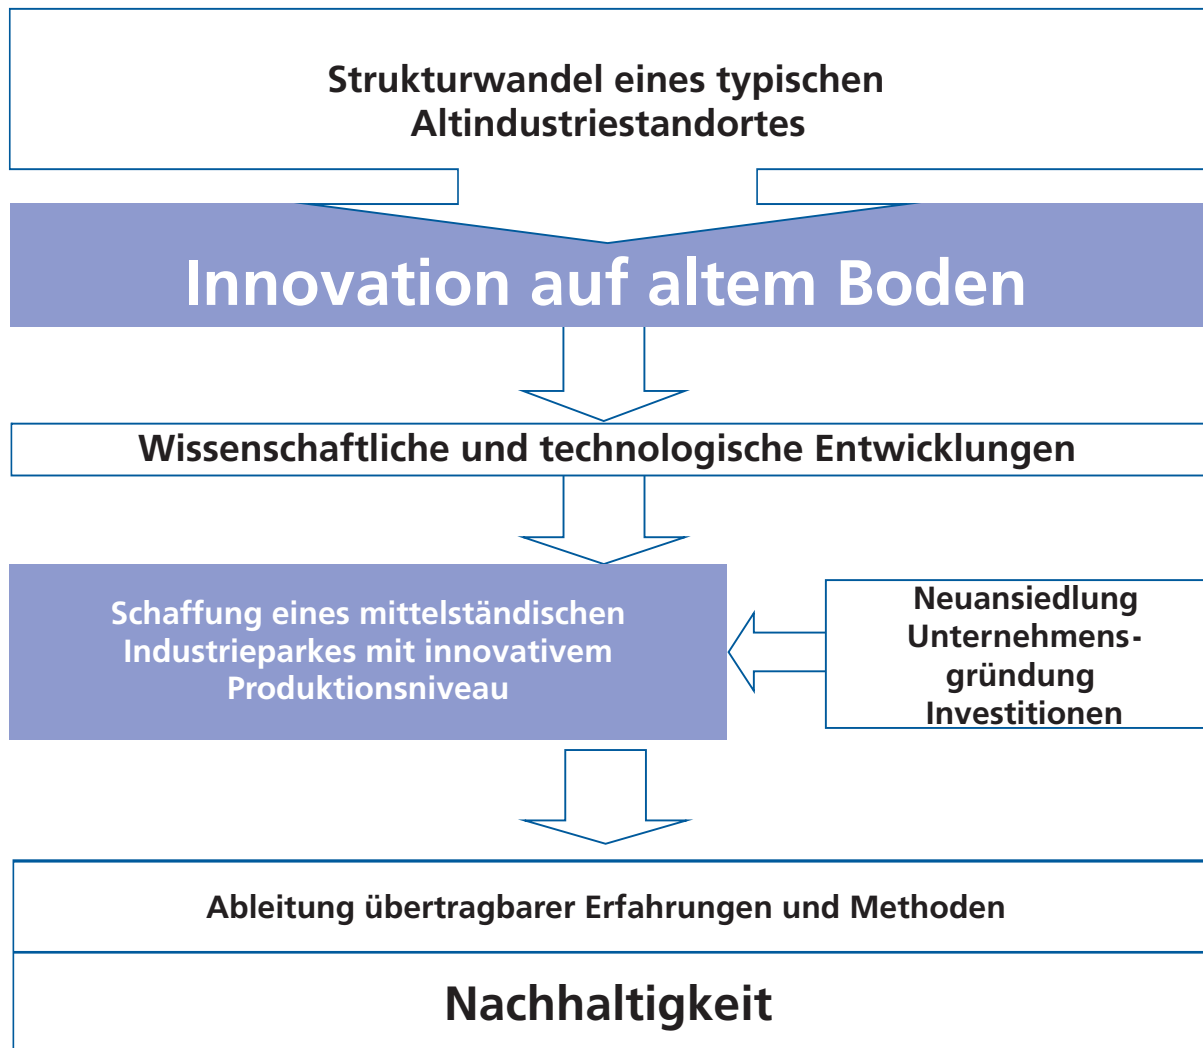 Strukturwandel eines typischen
Altindustriestandortes
Innovation auf altem Boden
Wissenschaftliche und technologische Entwicklungen
Schaffung eines mittelständischen
Industrieparkes mit innovativem
Produktionsniveau
Neuansiedlung
Unternehmens-
gründung
Investitionen
Ableitung übertragbarer Erfahrungen und Methoden
Nachhaltigkeit